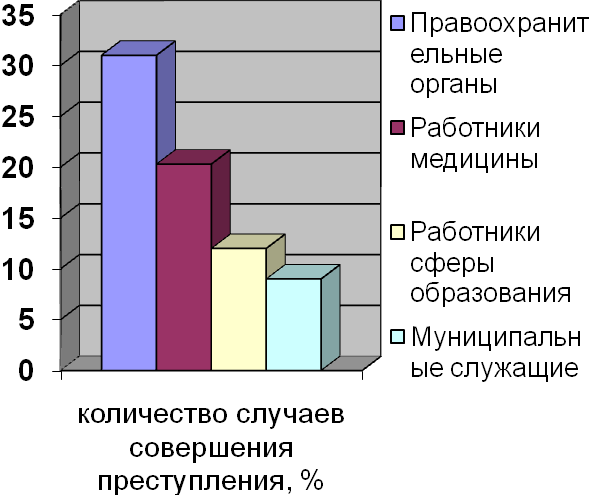 35
30
25
20
15
10
5
0
количество случаев
совершения
преступления, %
Правоохранит
ельные
органы
Работники
медицины
Работники
сферы
образования
Муниципальн
ые служащие